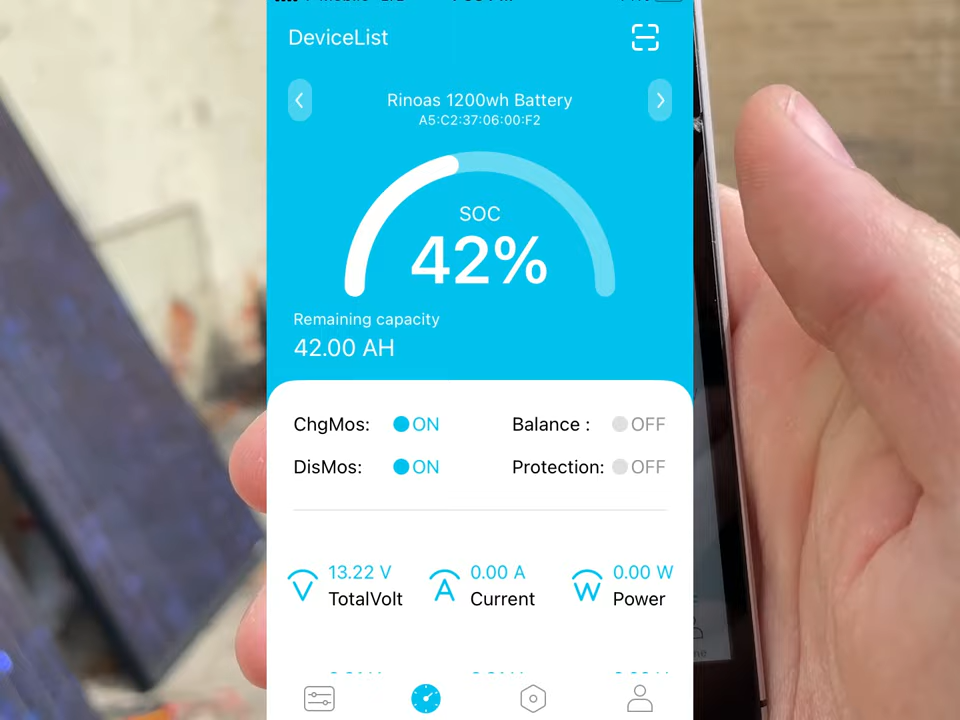 DeviceList
Rinoas 1200wh Battery
A5:C2:37:06:00:F2
SOC
42%
Remaining capacity
42.00 AH
ChgMos: ON
Balance : OFF
DisMos: ON
Protection: OFF
13.22 V
TotalVolt
0.00 A
Current
0.00 W
Power